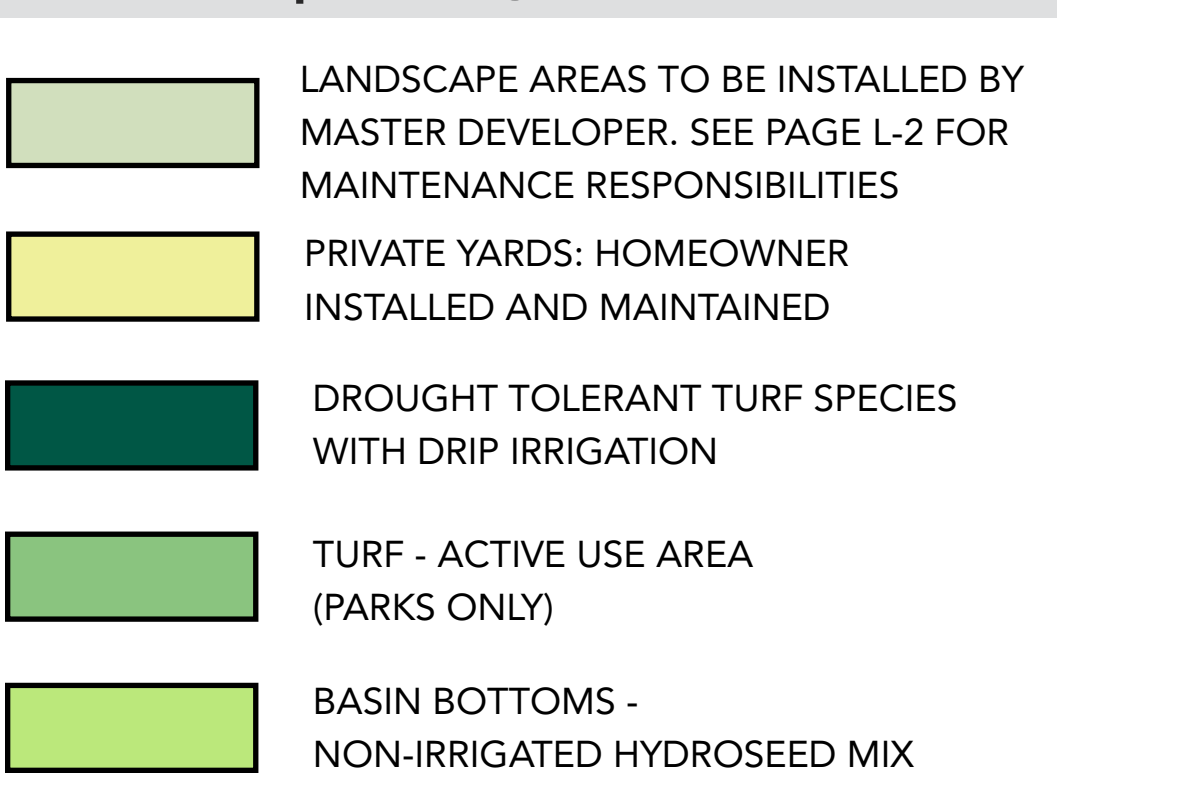 LANDSCAPE AREAS TO BE INSTALLED BY
MASTER DEVELOPER. SEE PAGE L-2 FOR
MAINTENANCE RESPONSIBILITIES
PRIVATE YARDS: HOMEOWNER
INSTALLED AND MAINTAINED
DROUGHT TOLERANT TURF SPECIES
WITH DRIP IRRIGATION
TURF - ACTIVE USE AREA
(PARKS ONLY)
BASIN BOTTOMS -
NON-IRRIGATED HYDROSEED MIX